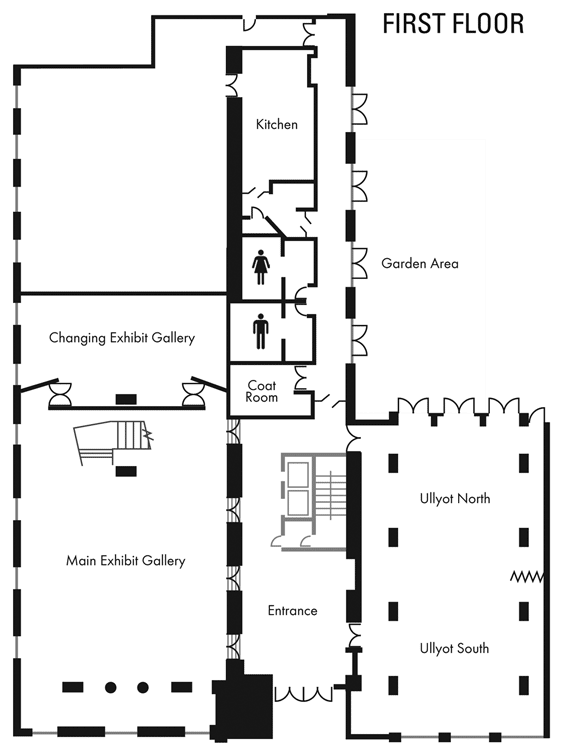 FIRST FLOOR
Kitchen
Garden Area
Changing Exhibit Gallery
Coat
Room
Ullyot North
Main Exhibit Gallery
Entrance
Ullyot South